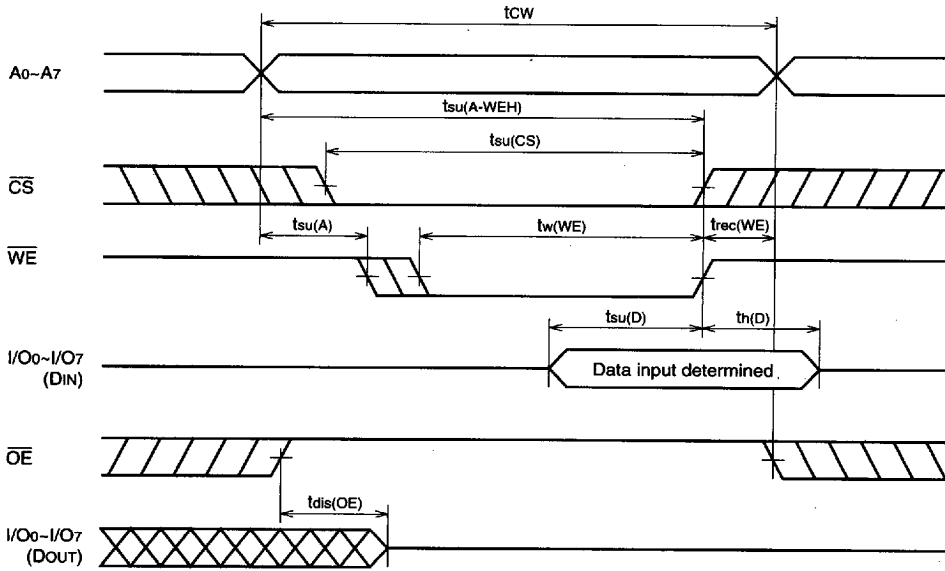 tCW
A0~A7
tsu(A-WEH)
tsu(CS)
CS
tsu(A) tw(WE) trec(WE)
WE
tsu(D) th(D)
I/O0~I/O7
(DIN)
Data input determined
OE
tdis(OE)
I/O0~I/O7
(DOUT)